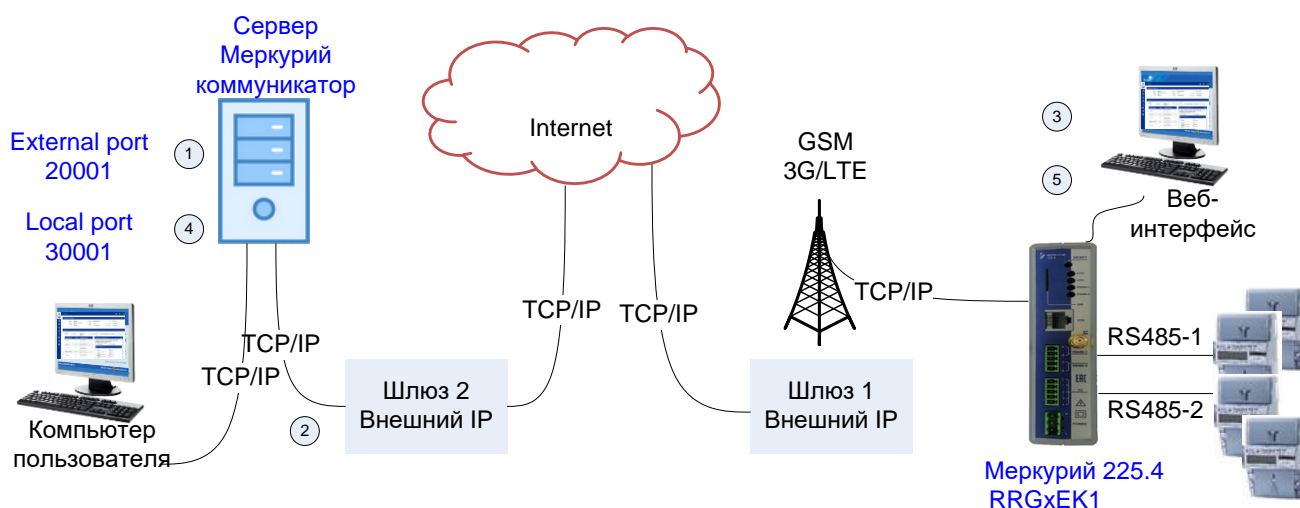 Сервер
Меркурий
коммуникатор
External port
20001
1
Local port
30001
4
Internet
GSM
3G/LTE
3
5
Веб-
интерфейс
TCP/IP
TCP/IP
TCP/IP
TCP/IP
TCP/IP
RS485-1
RS485-2
Компьютер
пользователя
2
Шлюз 2
Внешний IP
Шлюз 1
Внешний IP
Меркурий 225.4
RRGxEK1